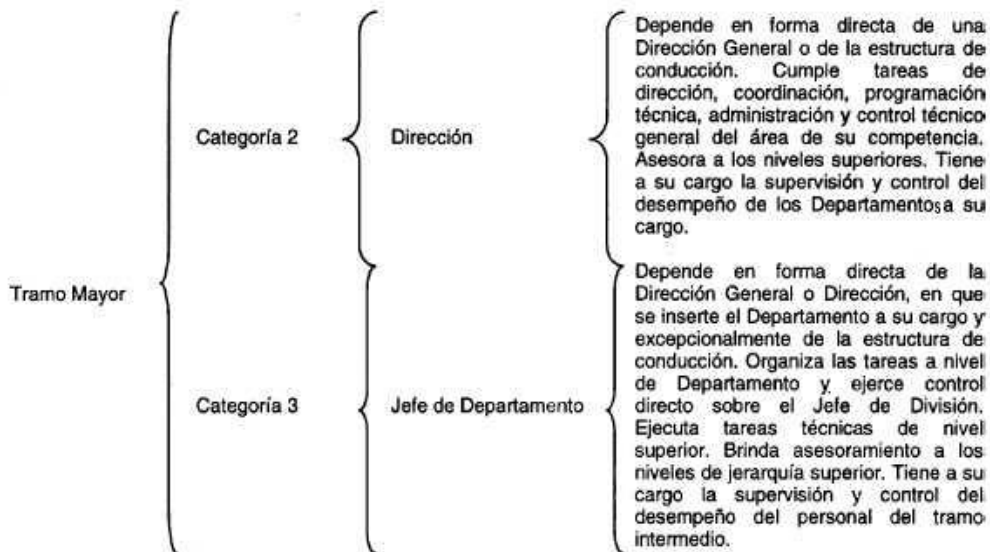 Tramo Mayor
Categoría 2
Dirección
Depende en forma directa de una
Dirección General o de la estructura de
conducción. Cumple tareas de
dirección, coordinación, programación
técnica, administración y control técnico
general del área de su competencia.
Asesora a los niveles superiores. Tiene
a su cargo la supervisión y control del
desempeño de los Departamentos a su
cargo.
Categoría 3
Jefe de Departamento
Depende en forma directa de la
Dirección General o Dirección, en que
se inserte el Departamento a su cargo y
excepcionalmente de la estructura de
conducción. Organiza las tareas a nivel
de Departamento y ejerce control
directo sobre el Jefe de División.
Ejecuta tareas técnicas de nivel
superior. Brinda asesoramiento a los
niveles de jerarquía superior. Tiene a su
cargo la supervisión y control del
desempeño del personal del tramo
intermedio.